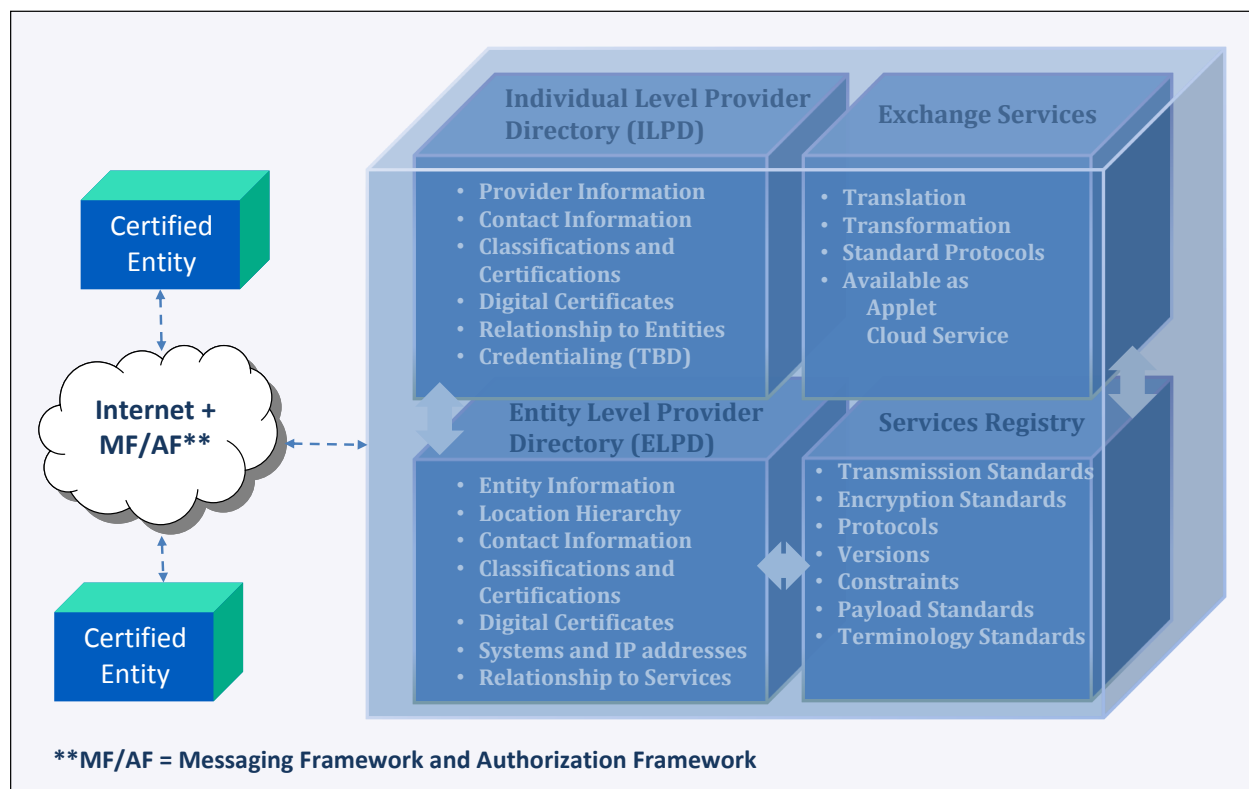 Certified
Entity
Internet +
MF/AF**
Certified
Entity
Individual Level Provider
Directory (ILPD)
• Provider Information
• Contact Information
• Classifications and
Certifications
• Digital Certificates
• Relationship to Entities
• Credentialing (TBD)
Exchange Services
• Translation
• Transformation
• Standard Protocols
• Available as
Applet
Cloud Service
Entity Level Provider
Directory (ELPD)
• Entity Information
• Location Hierarchy
• Contact Information
• Classifications and
Certifications
• Digital Certificates
• Systems and IP addresses
• Relationship to Services
Services Registry
• Transmission Standards
• Encryption Standards
• Protocols
• Versions
• Constraints
• Payload Standards
• Terminology Standards
**MF/AF = Messaging Framework and Authorization Framework